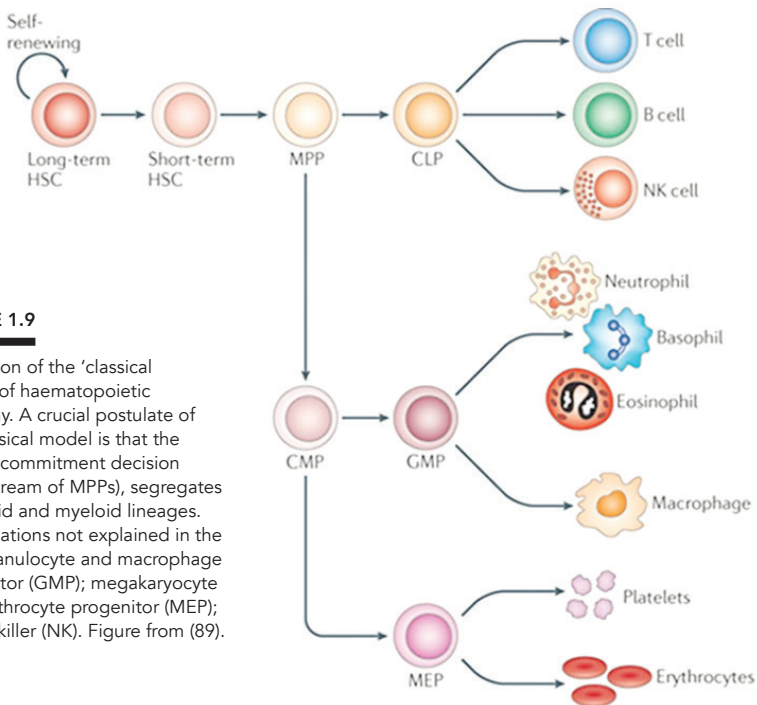 Self-
renewing
Long-term
HSC
Short-term
HSC
MPP
CLP
T cell
B cell
NK cell
Neutrophil
Basophil
Eosinophil
CMP
GMP
Macrophage
Platelets
MEP
Erythrocytes
1.9
ion of the ‘classical
of haematopoietic
y. A crucial postulate of
sical model is that the
commitment decision
tream of MPPs), segregates
id and myeloid lineages.
ations not explained in the
anulocyte and macrophage
tor (GMP); megakaryocyte
throcyte progenitor (MEP);
killer (NK). Figure from (89).